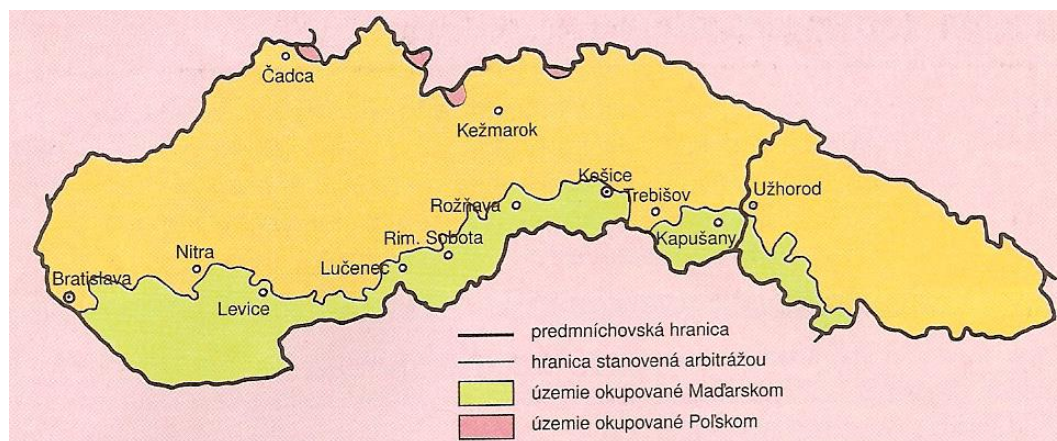 Čadca
Kežmarok
Košice
Trebišov
Užhorod
Rožňava
Kapušany
Rim. Sobota
Nitra
Lučenec
Bratislava
Levice
predmníchovská hranica
hranica stanovená arbitrážou
územie okupované Maďarskom
územie okupované Poľskom